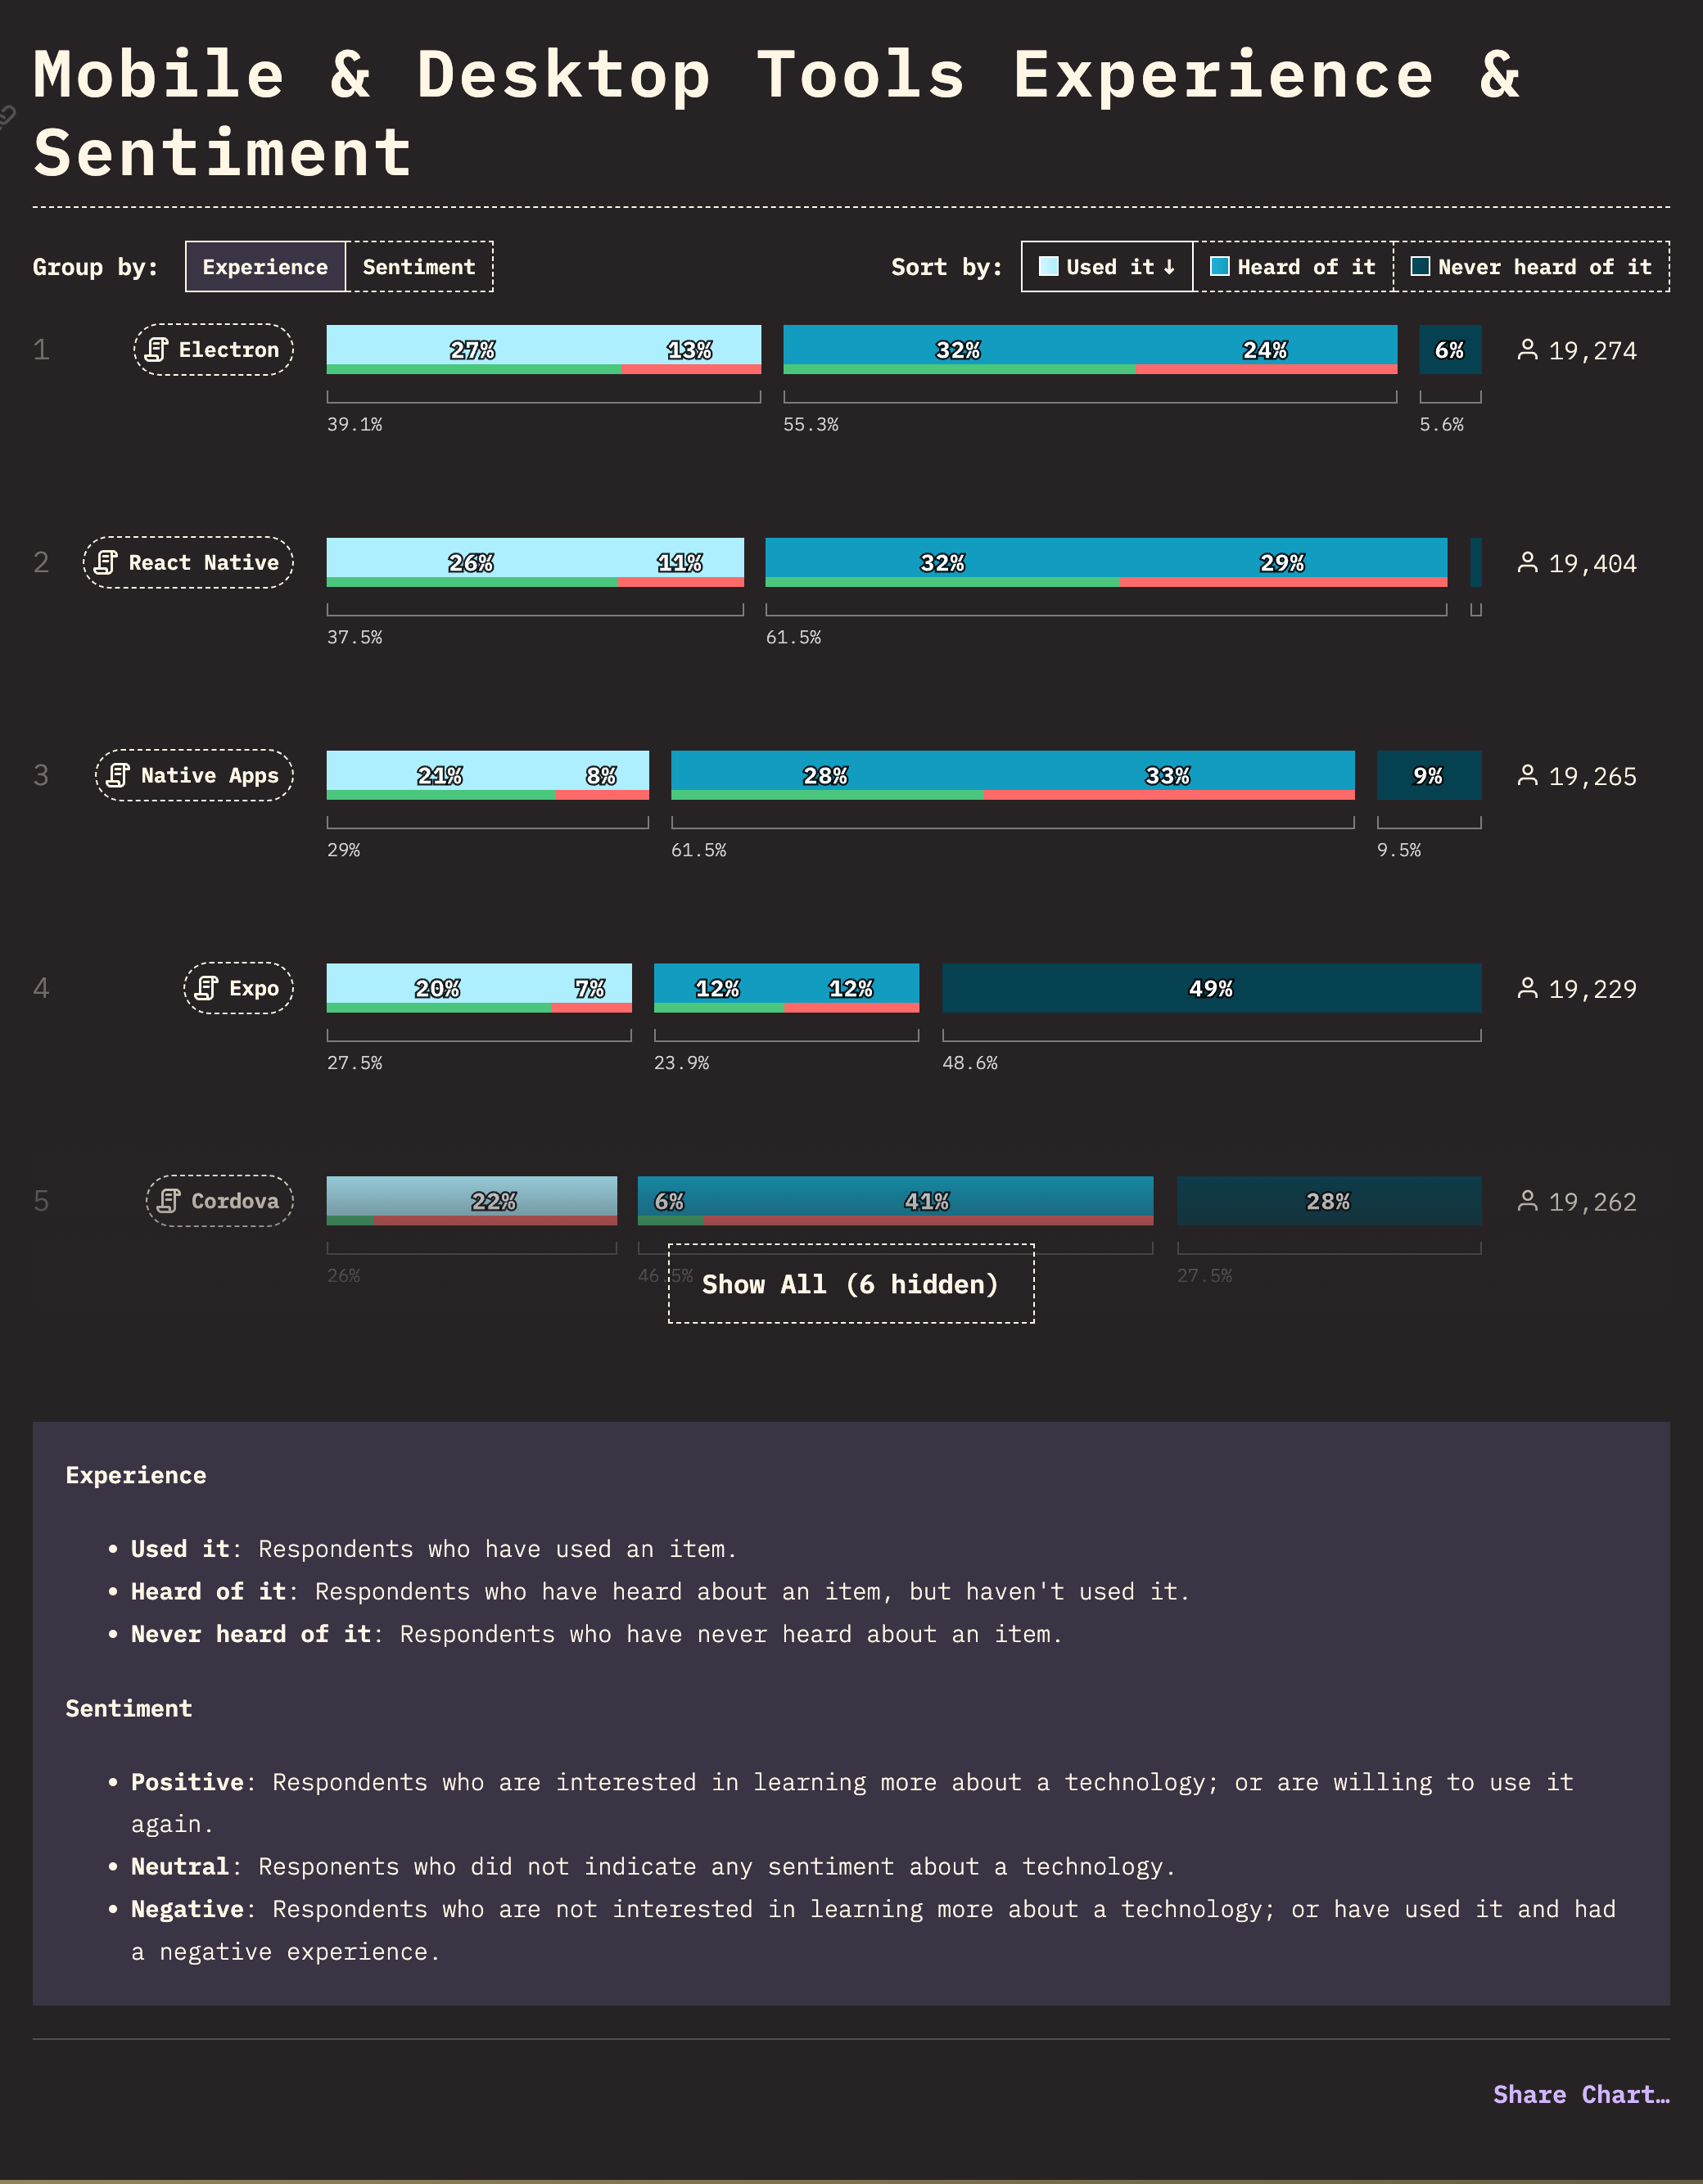 Mobile & Desktop Tools Experience &
Sentiment
Group by: Experience Sentiment Sort by: Used it ↓ Heard of it Never heard of it
1 Electron 27% 13% 32% 24% 6% 19,274
39.1% 55.3% 5.6%
2 React Native 26% 11% 32% 29% 19,404
37.5% 61.5%
3 Native Apps 21% 8% 28% 33% 9% 19,265
29% 61.5% 9.5%
4 Expo 20% 7% 12% 12% 49% 19,229
27.5% 23.9% 48.6%
5 Cordova 22% 6% 41% 28% 19,262
26% 46.5% 27.5%
Show All (6 hidden)
Experience
• Used it: Respondents who have used an item.
• Heard of it: Respondents who have heard about an item, but haven't used it.
• Never heard of it: Respondents who have never heard about an item.
Sentiment
• Positive: Respondents who are interested in learning more about a technology; or are willing to use it
again.
• Neutral: Responents who did not indicate any sentiment about a technology.
• Negative: Respondents who are not interested in learning more about a technology; or have used it and had
a negative experience.
Share Chart…